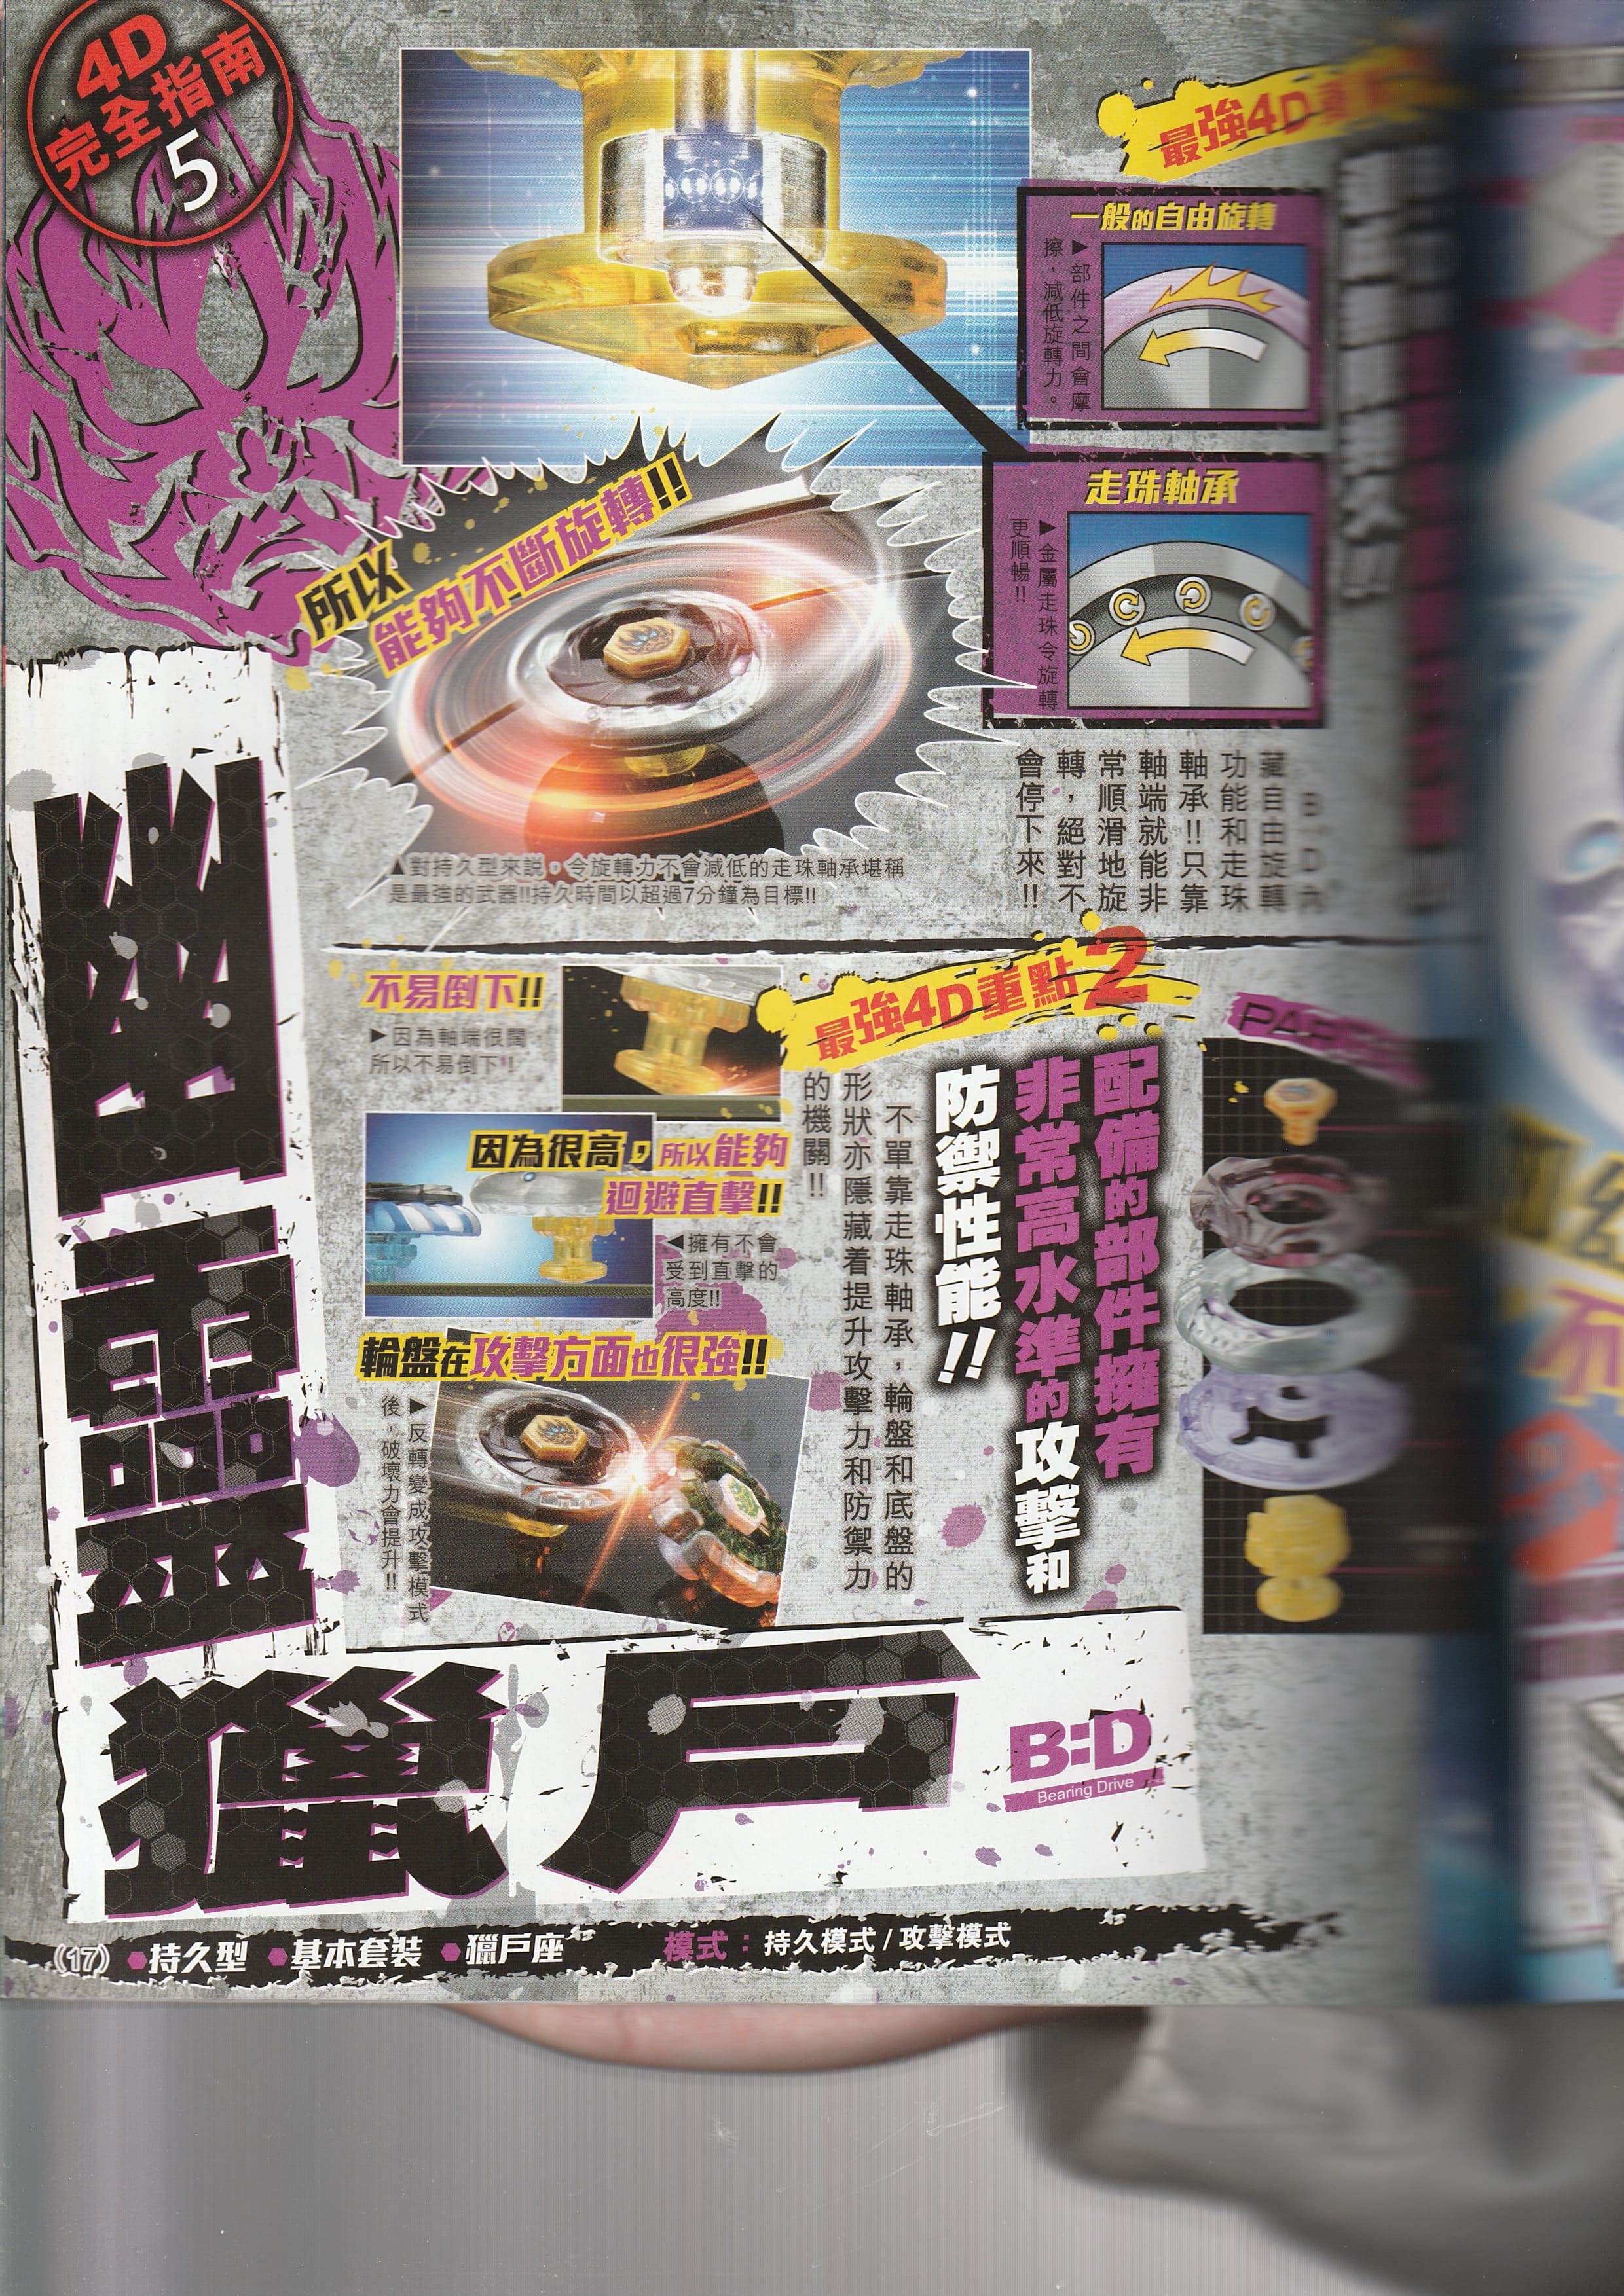 4D
完全指南
5
最強4D重
一般的自由旋轉
▶部件之間會摩
擦，減低旋轉力。
走珠軸承
▶金屬走珠令旋轉
更順暢!!
所以
能夠不斷旋轉!!
B:D內
藏自由旋轉
功能和走珠
軸承!!只靠
軸端就能非
常順滑地旋
轉，絕對不
會停下來!!
▲對持久型來說，令旋轉力不會減低的走珠軸承堪稱
是最強的武器!!持久時間以超過7分鐘為目標!!
最強4D重點2
配備的部件擁有
非常高水準的攻擊和
防禦性能!!
不單靠走珠軸承，輪盤和底盤的
形狀亦隱藏着提升攻擊力和防禦力
的機關!!
不易倒下!!
▶因為軸端很闊，
所以不易倒下!!
因為很高，所以能夠
迴避直擊!!
◀擁有不會
受到直擊的
高度!!
輪盤在攻擊方面也很強!!
▶反轉變成攻擊模式
後，破壞力會提升!!
PARTS
幽靈
獵戶
B:D
Bearing Drive
(17) 持久型 基本套裝 獵戶座 模式：持久模式/攻擊模式